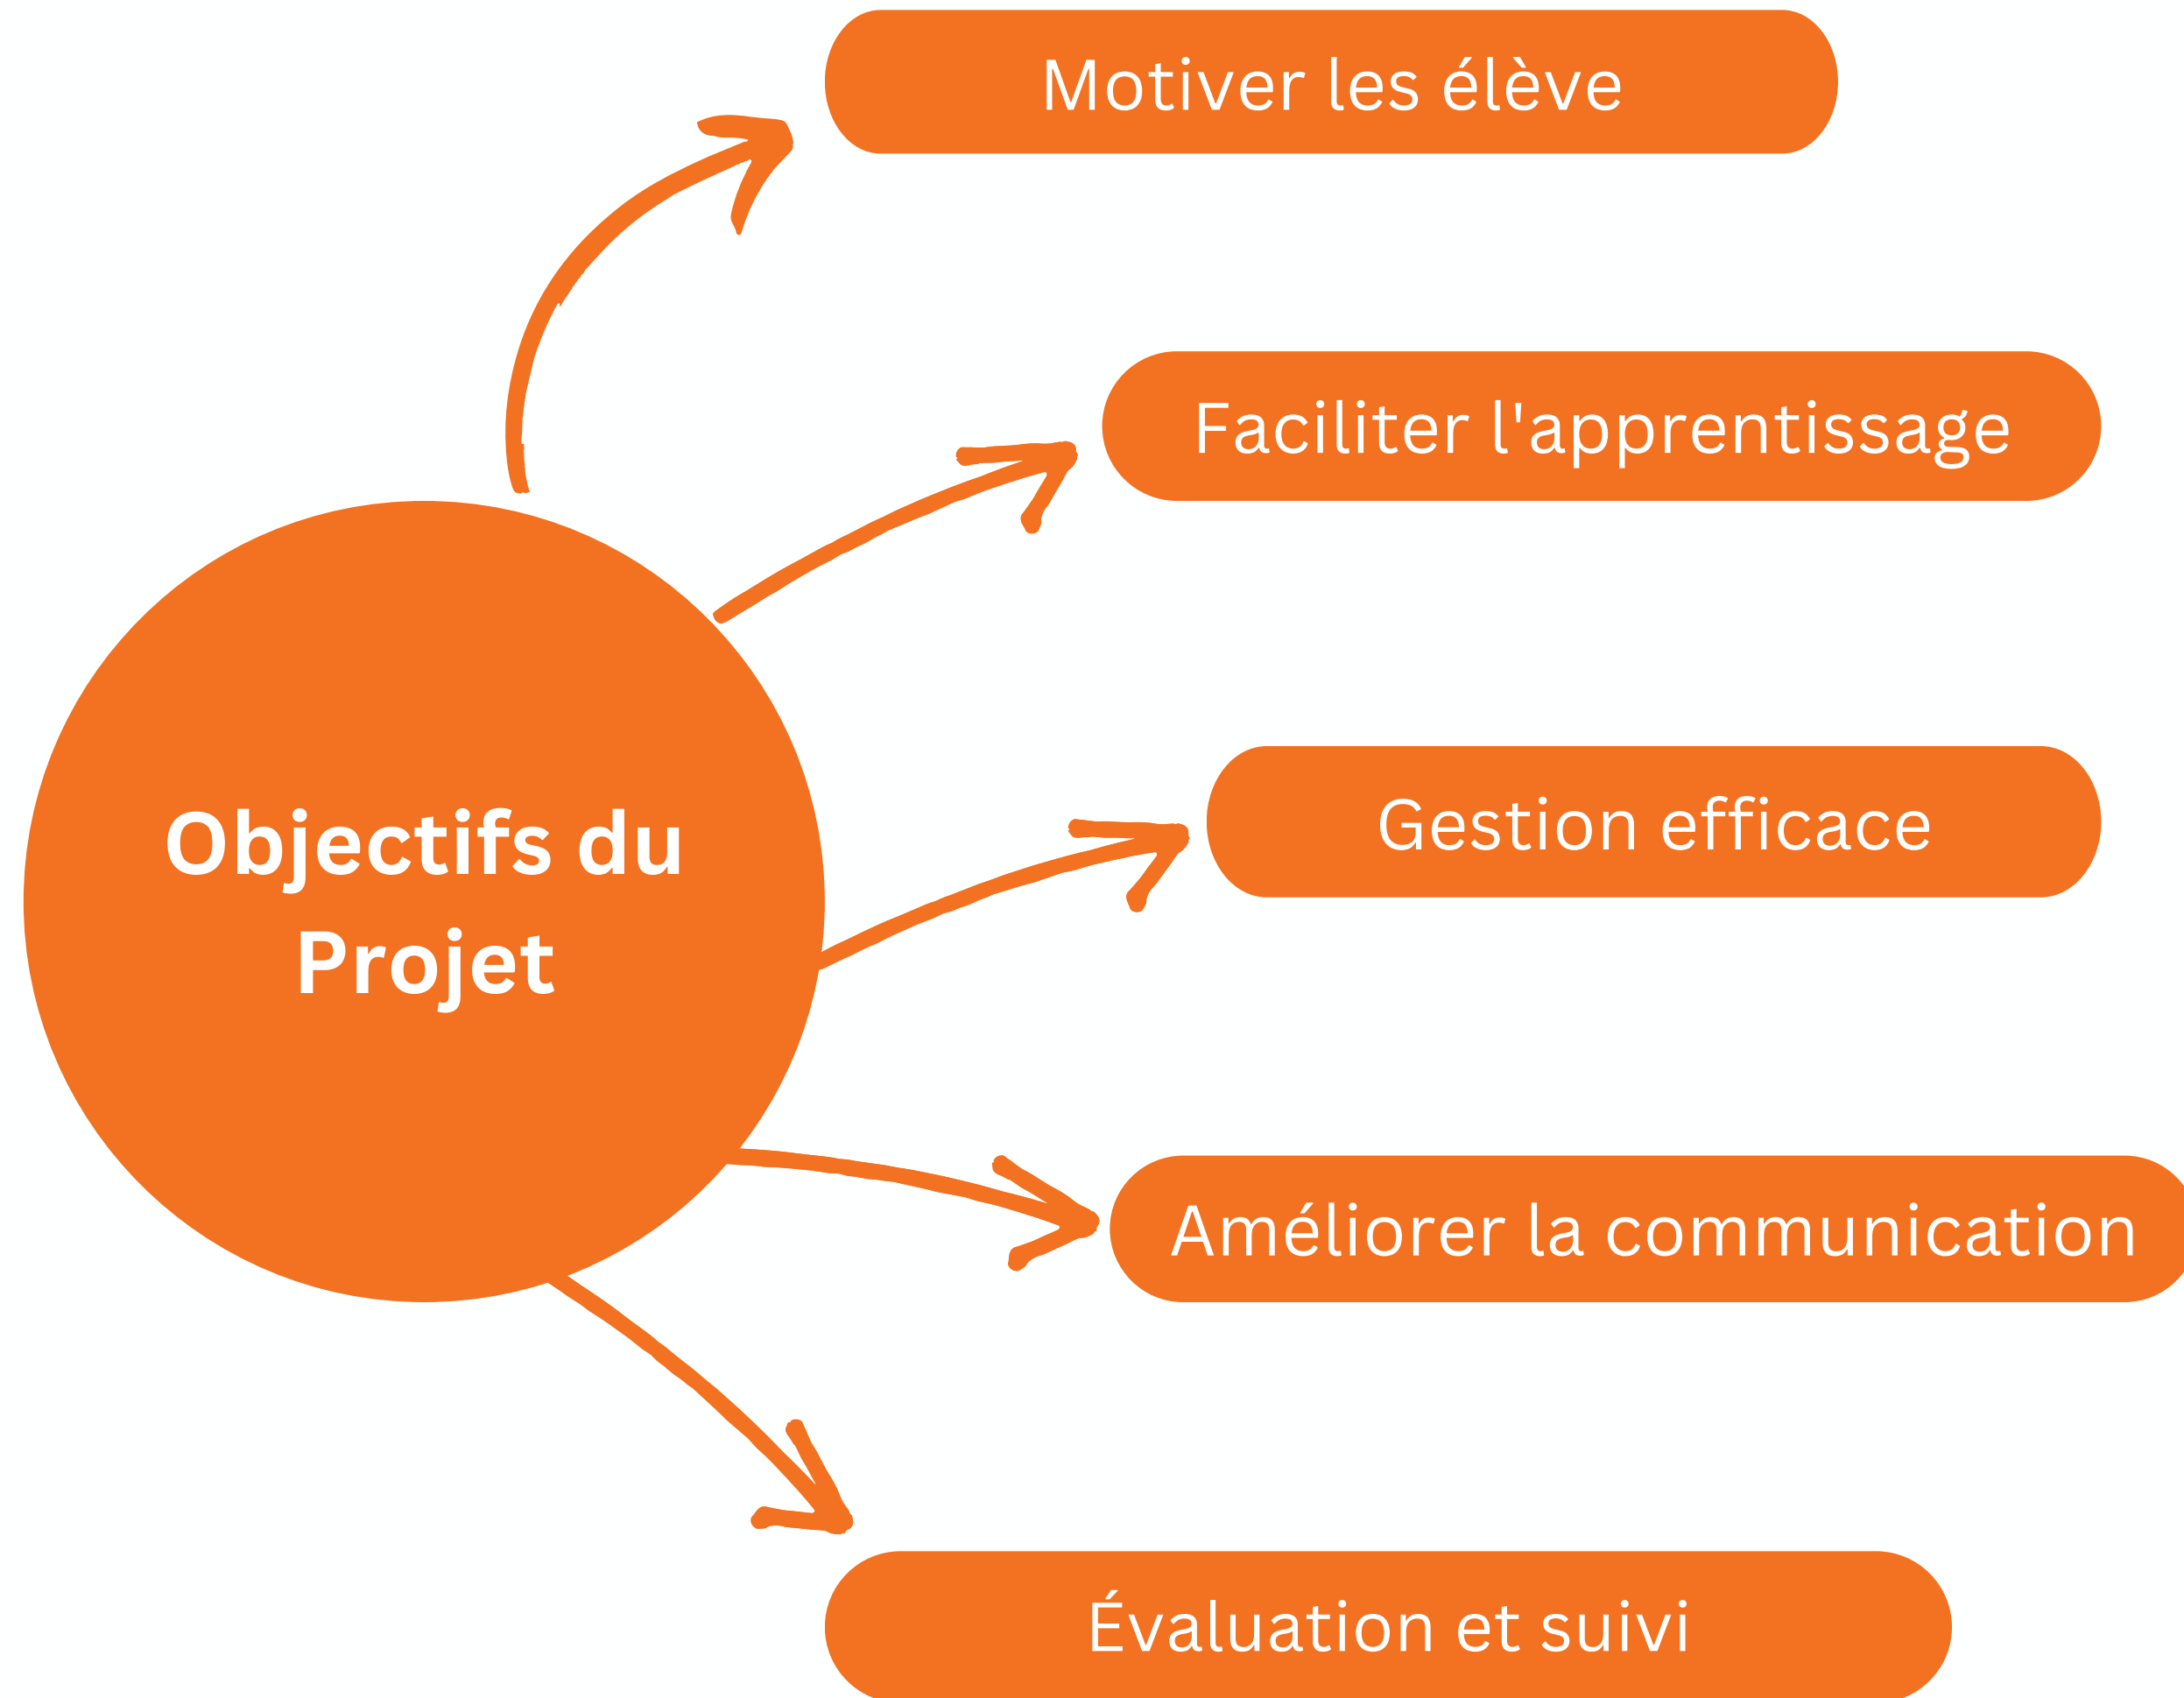 Motiver les élève
Faciliter l'apprentissage
Objectifs du
Projet
Gestion efficace
Améliorer la communication
Évaluation et suivi